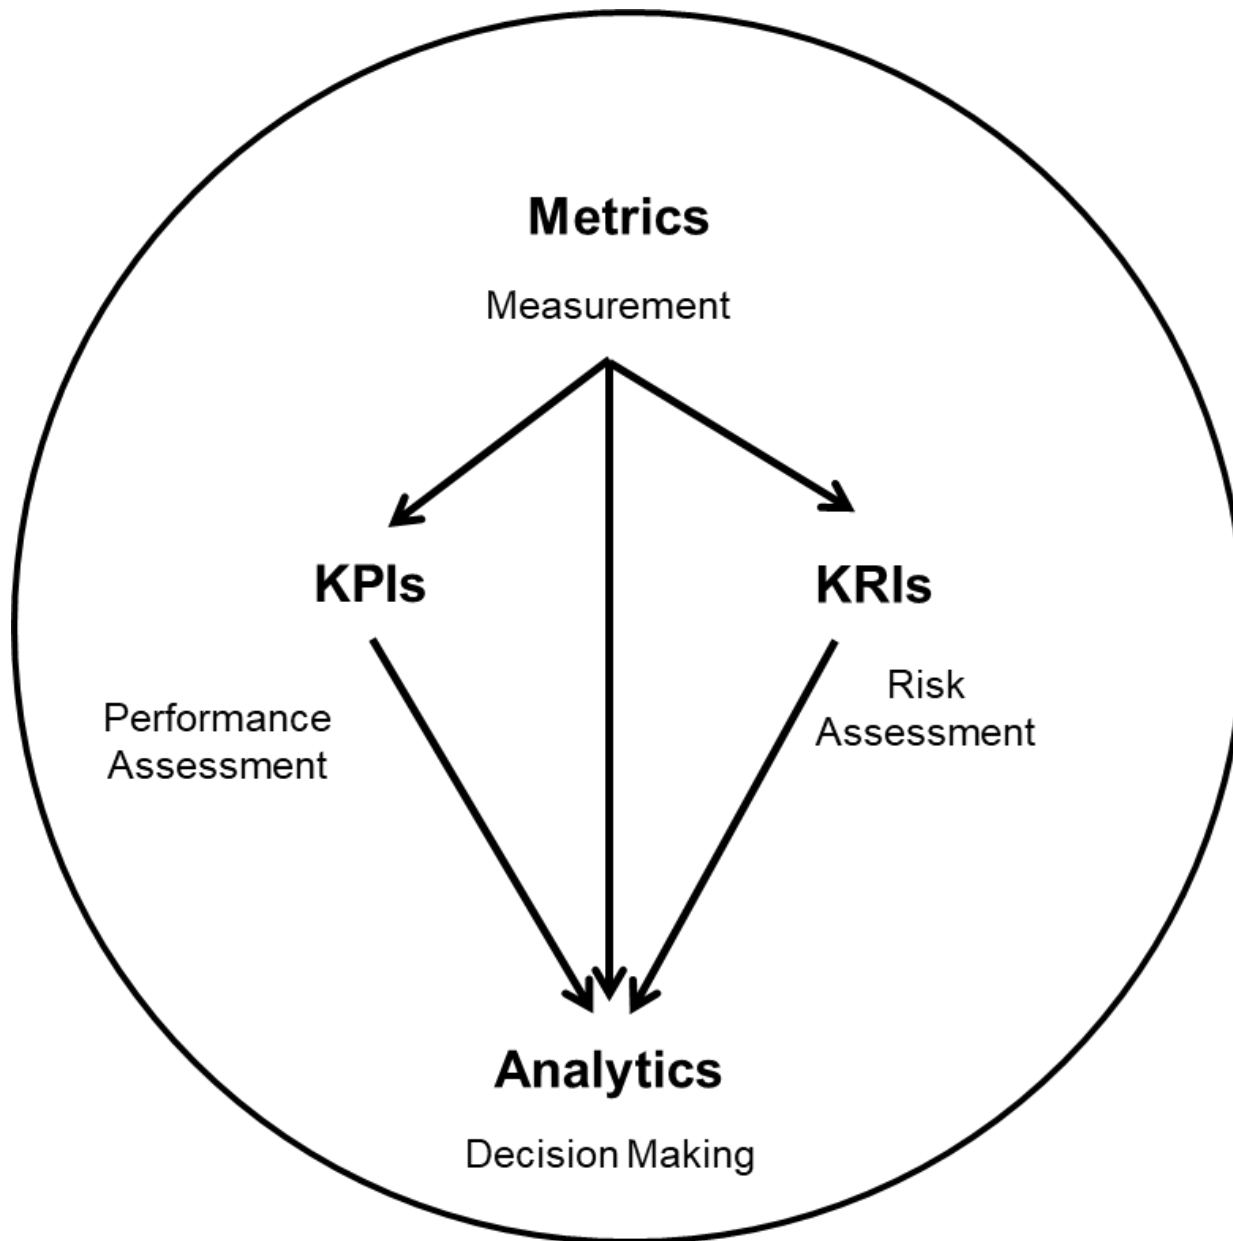 Metrics
Measurement
KPIs
KRIs
Performance
Assessment
Risk
Assessment
Analytics
Decision Making